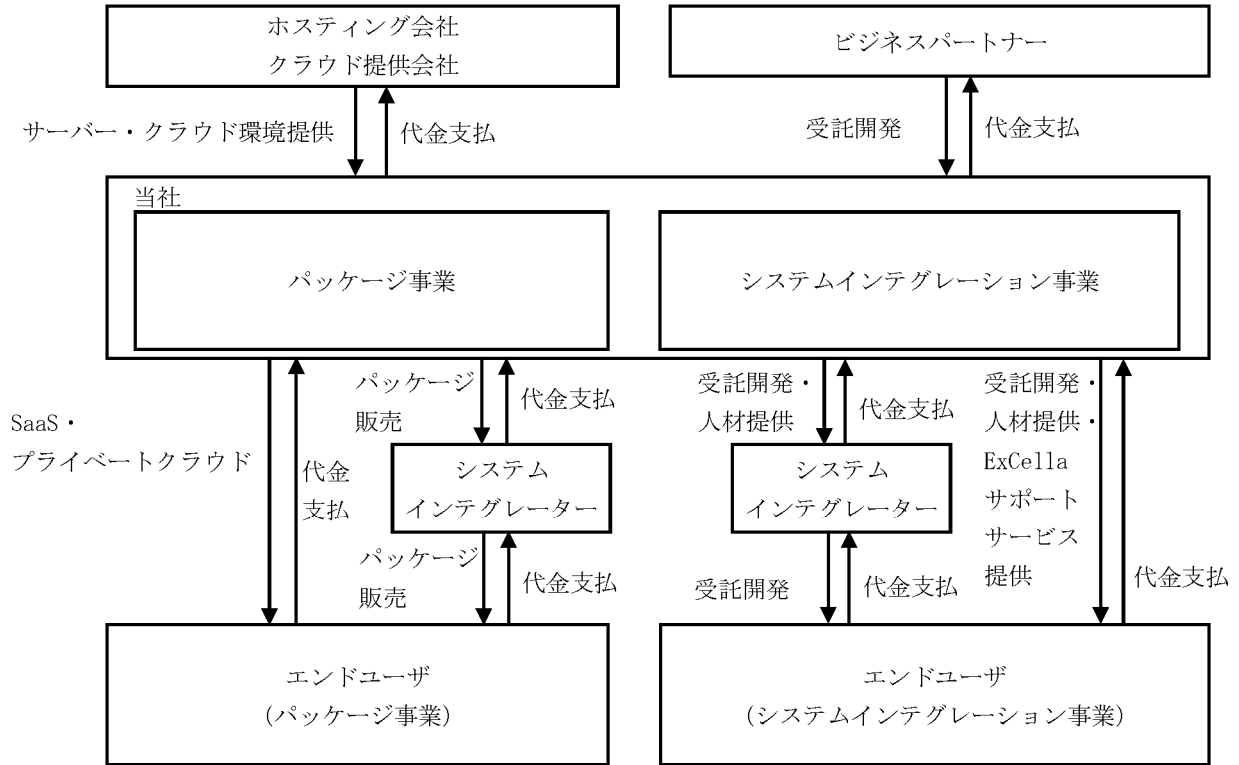 ホスティング会社
クラウド提供会社
ビジネスパートナー
サーバー・クラウド環境提供
代金支払
受託開発
代金支払
当社
パッケージ事業
システムインテグレーション事業
SaaS・
プライベートクラウド
代金
支払
パッケージ
販売
代金支払
システム
インテグレーター
パッケージ
販売
代金支払
受託開発・
人材提供
代金支払
システム
インテグレーター
受託開発
代金支払
受託開発・
人材提供・
ExCella
サポート
サービス
提供
代金支払
エンドユーザ
(パッケージ事業)
エンドユーザ
(システムインテグレーション事業)